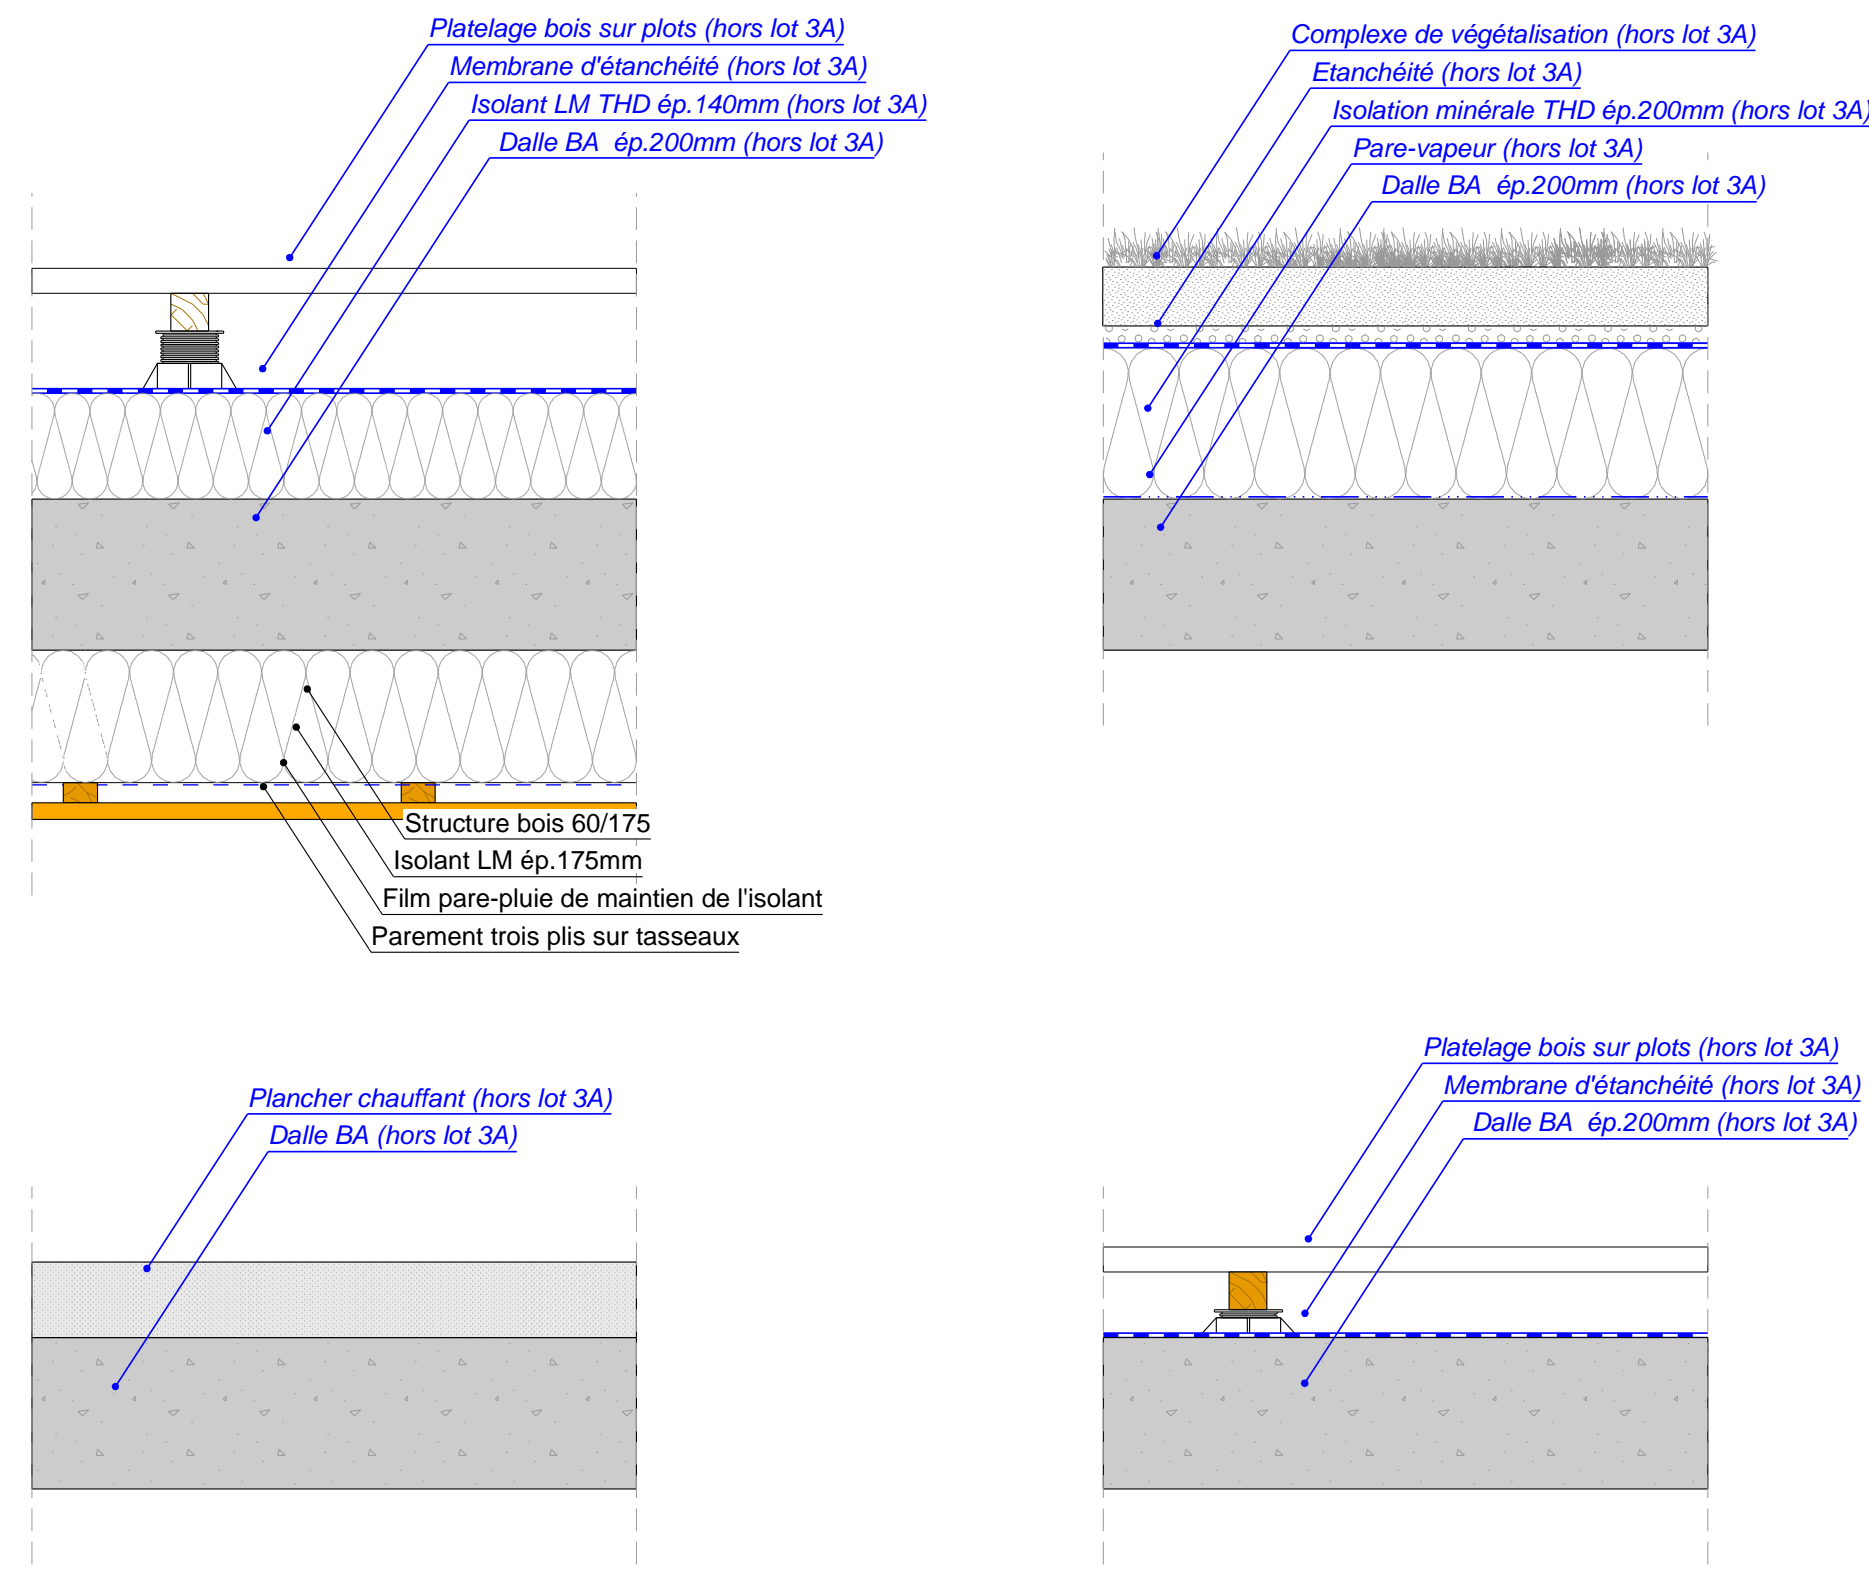 Platelage bois sur plots (hors lot 3A)
Membrane d'étanchéité (hors lot 3A)
Isolant LM THD ép.140mm (hors lot 3A)
Dalle BA  ép.200mm (hors lot 3A)
Structure bois 60/175
Isolant LM ép.175mm
Film pare-pluie de maintien de l'isolant
Parement trois plis sur tasseaux
Complexe de végétalisation (hors lot 3A)
Etanchéité (hors lot 3A)
Isolation minérale THD ép.200mm (hors lot 3A)
Pare-vapeur (hors lot 3A)
Dalle BA  ép.200mm (hors lot 3A)
Plancher chauffant (hors lot 3A)
Dalle BA (hors lot 3A)
Platelage bois sur plots (hors lot 3A)
Membrane d'étanchéité (hors lot 3A)
Dalle BA  ép.200mm (hors lot 3A)